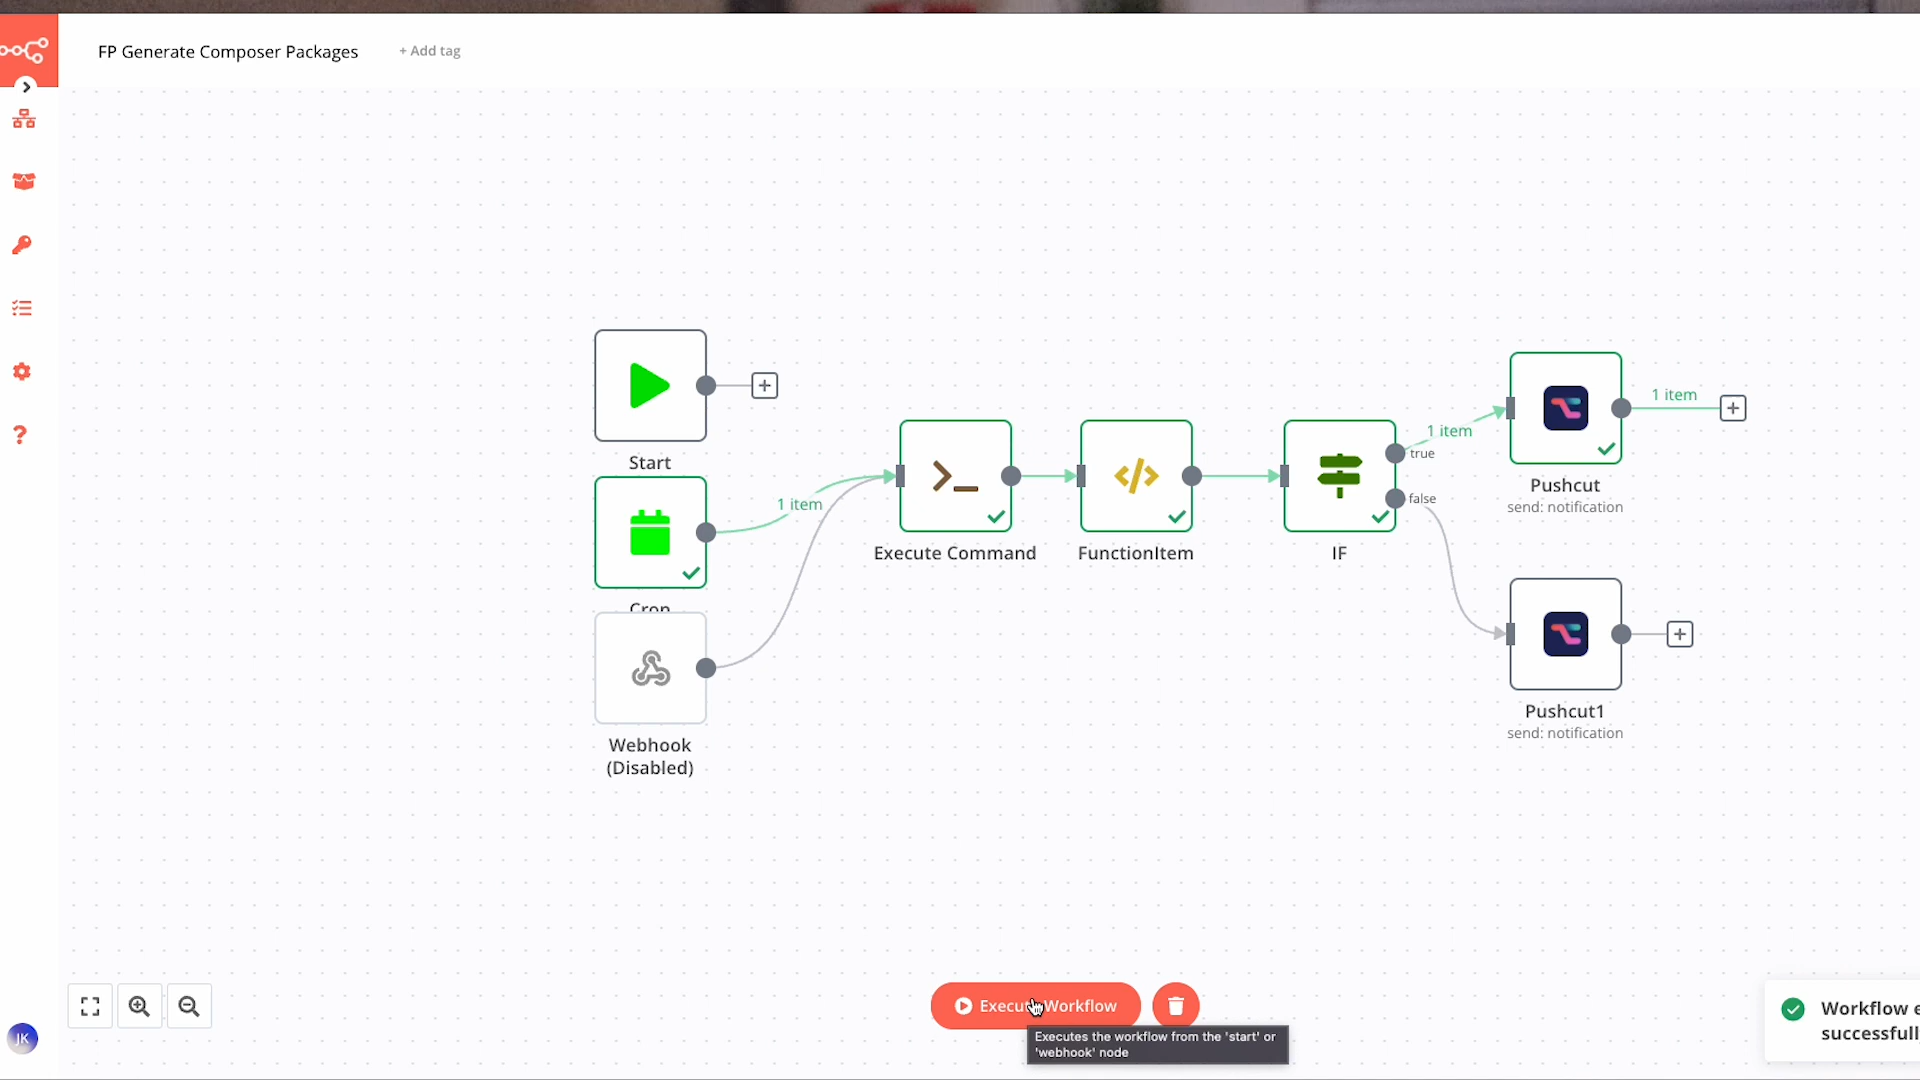 FP Generate Composer Packages
+ Add tag
Start
1 item
Cron
Webhook
(Disabled)
Execute Command
FunctionItem
IF
true
false
1 item
1 item
Pushcut
send: notification
Pushcut1
send: notification
Execute Workflow
Executes the workflow from the 'start' or
'webhook' node
Workflow e
successfull
JK